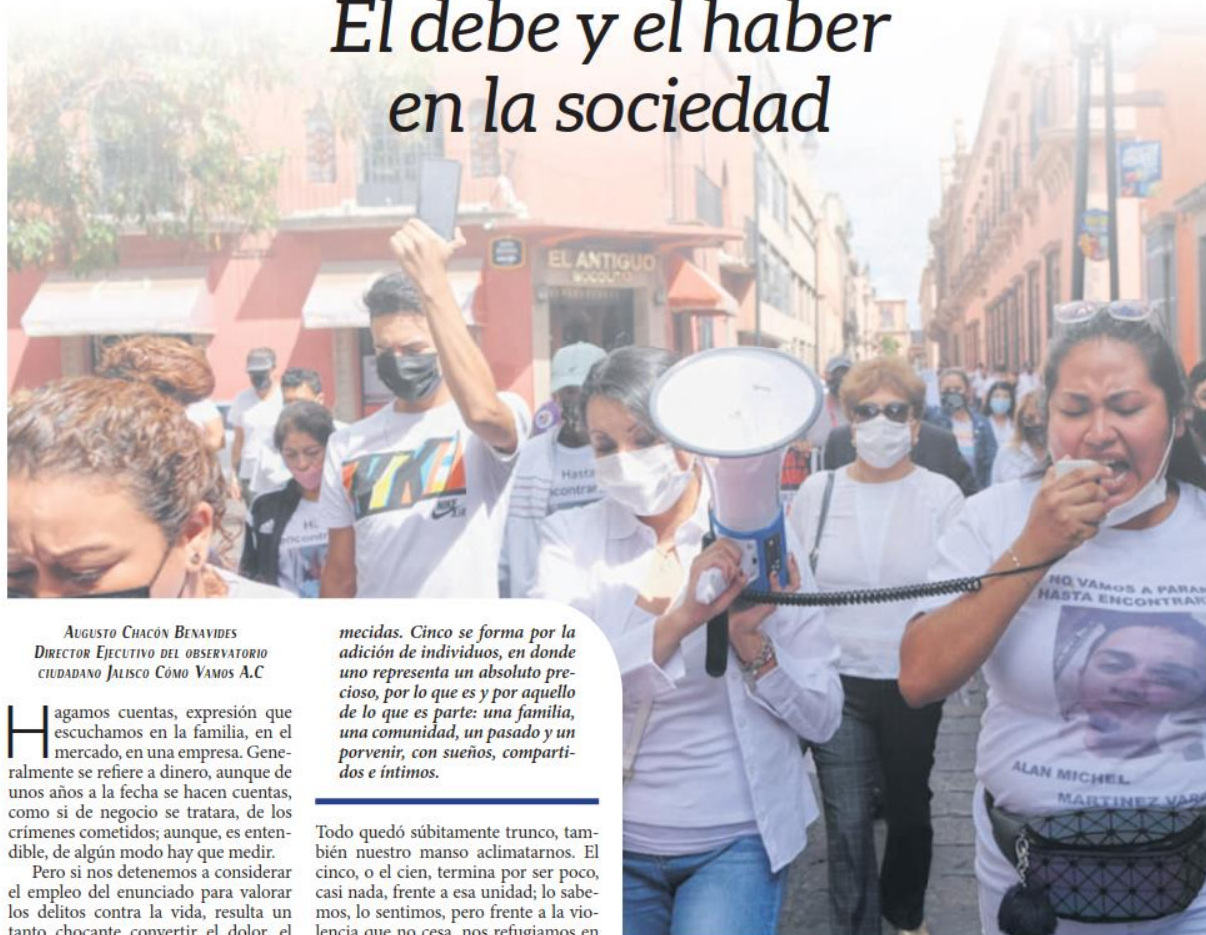 El debe y el haber
en la sociedad
EL ANTIGUO
Hasta
NIKE
NO VAMOS A PARAR
HASTA ENCONTRAR
ALAN MICHEL
MARTINEZ
AUGUSTO CHACÓN BENAVIDES
DIRECTOR EJECUTIVO DEL OBSERVATORIO
CIUDADANO JALISCO CÓMO VAMOS A.C
Hagamos cuentas, expresión que
escuchamos en la familia, en el
mercado, en una empresa. Gene-
ralmente se refiere a dinero, aunque de
unos años a la fecha se hacen cuentas,
como si de negocio se tratara, de los
crímenes cometidos; aunque, es enten-
dible, de algún modo hay que medir.
Pero si nos detenemos a considerar
el empleo del enunciado para valorar
los delitos contra la vida, resulta un
tanto chocante convertir el dolor, el
mecidas. Cinco se forma por la
adición de individuos, en donde
uno representa un absoluto pre-
cioso, por lo que es y por aquello
de lo que es parte: una familia,
una comunidad, un pasado y un
porvenir, con sueños, comparti-
dos e íntimos.
Todo quedó súbitamente trunco, tam-
bién nuestro manso aclimatarnos. El
cinco, o el cien, termina por ser poco,
casi nada, frente a esa unidad; lo sabe-
mos, lo sentimos, pero frente a la vio-
lencia que no cesa, nos refugiamos en